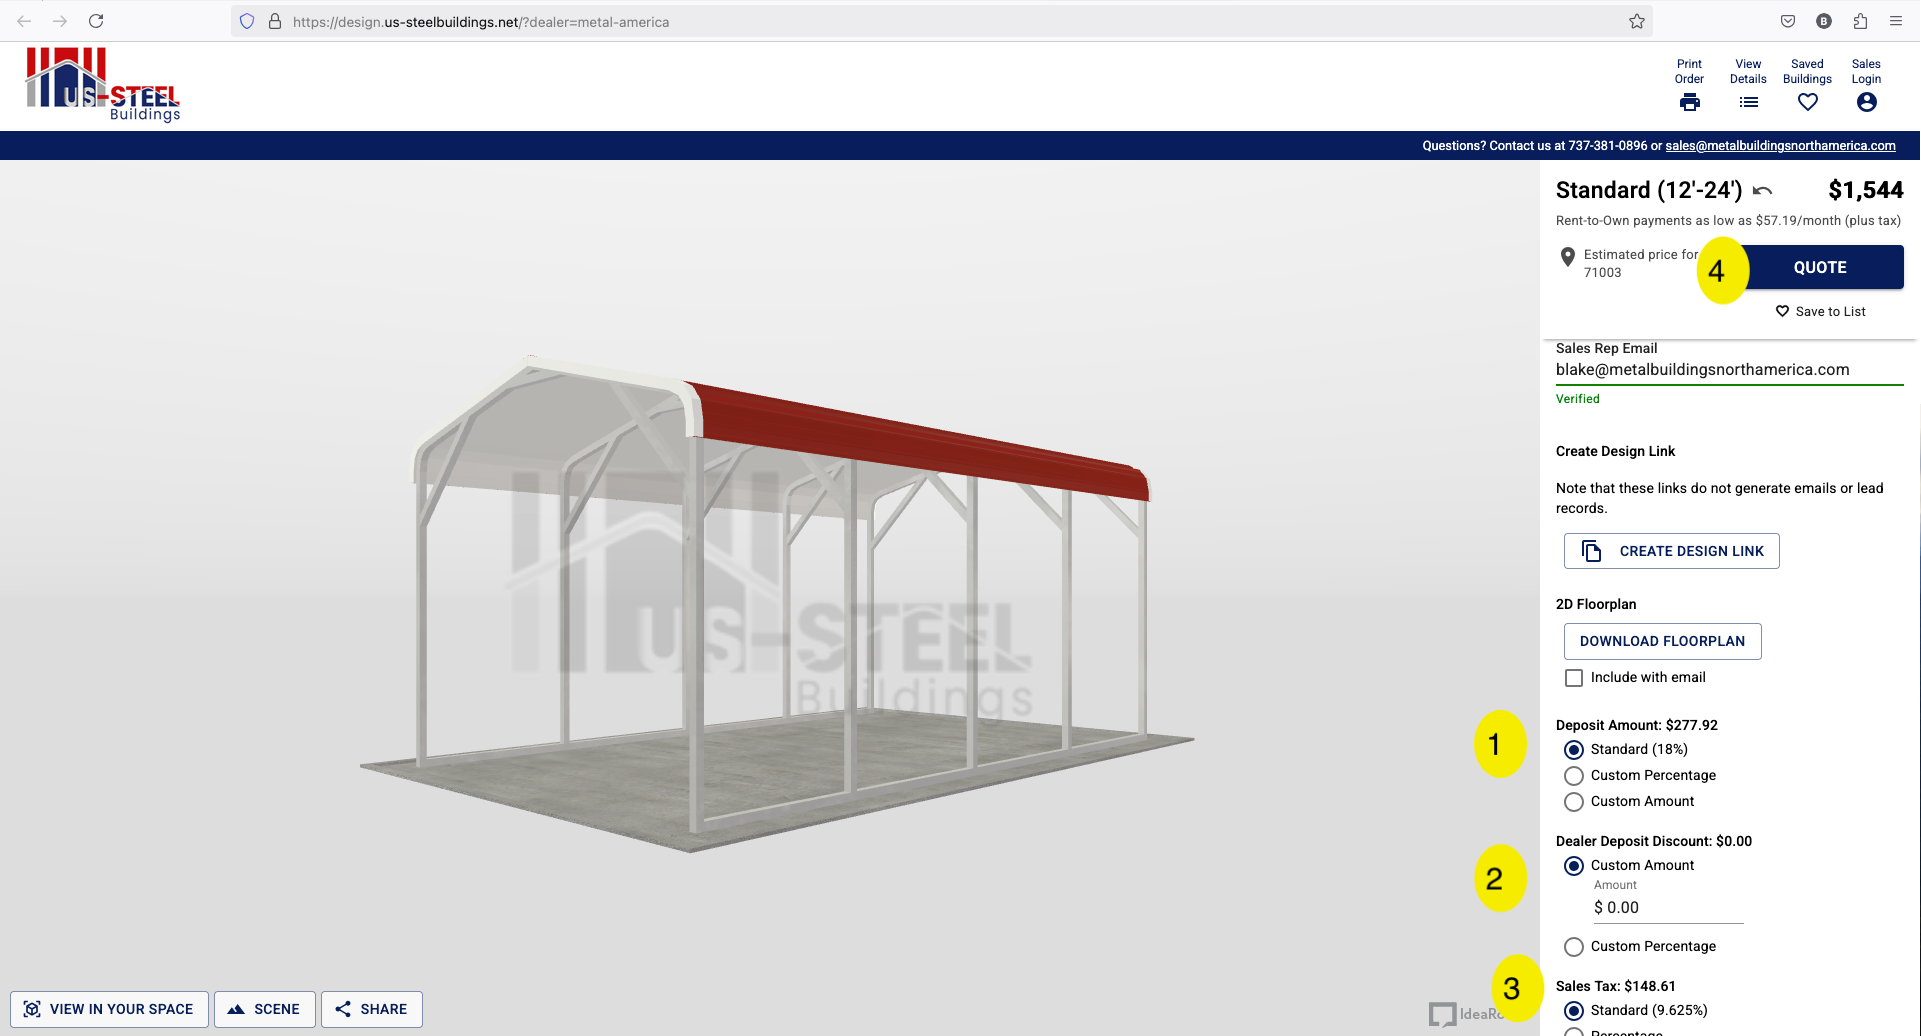 https://design.us-steelbuildings.net/?dealer=metal-america
B
US-STEEL
Buildings
Print Order
View Details
Saved Buildings
Sales Login
Questions? Contact us at 737-381-0896 or sales@metalbuildingsnorthamerica.com
Standard (12'-24') $1,544
Rent-to-Own payments as low as $57.19/month (plus tax)
Estimated price for
71003
4
QUOTE
Save to List
Sales Rep Email
blake@metalbuildingsnorthamerica.com
Verified
Create Design Link
Note that these links do not generate emails or lead
records.
CREATE DESIGN LINK
2D Floorplan
DOWNLOAD FLOORPLAN
Include with email
1
Deposit Amount: $277.92
Standard (18%)
Custom Percentage
Custom Amount
2
Dealer Deposit Discount: $0.00
Custom Amount
Amount
$ 0.00
Custom Percentage
3
Sales Tax: $148.61
Standard (9.625%)
Percentage
US-STEEL
Buildings
VIEW IN YOUR SPACE
SCENE
SHARE